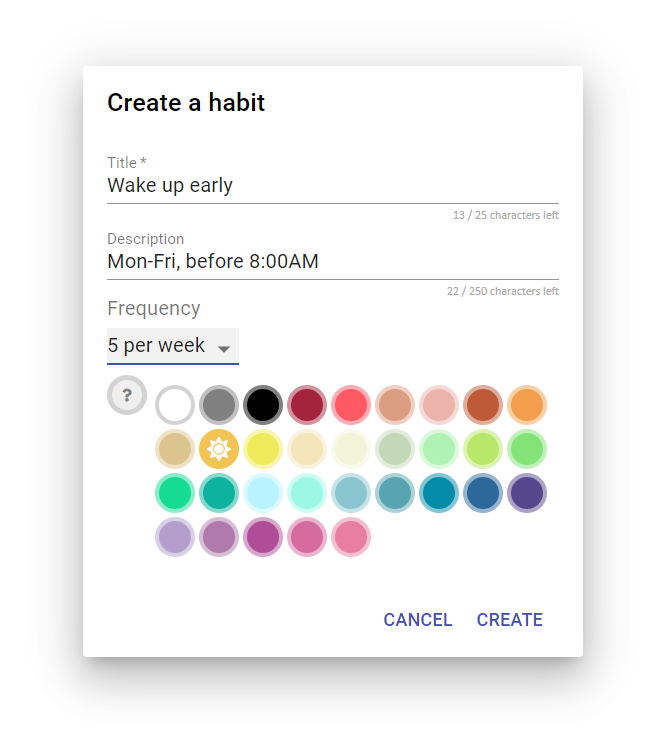 Create a habit
Title *
Wake up early
13 / 25 characters left
Description
Mon-Fri, before 8:00AM
22 / 250 characters left
Frequency
5 per week
?
CANCEL CREATE